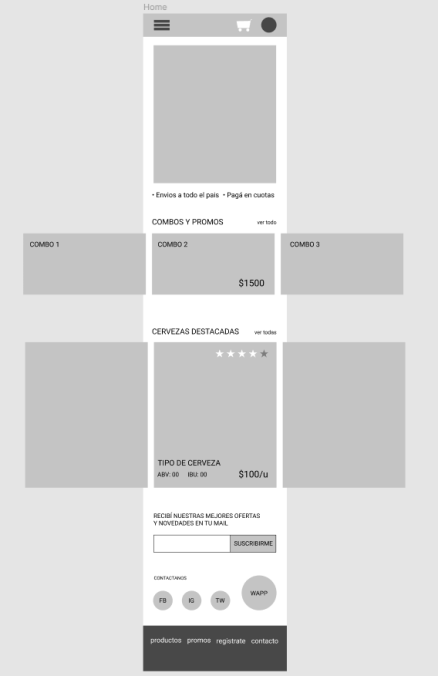 Home
• Envios a todo el pais • Pagá en cuotas
COMBOS Y PROMOS ver todo
COMBO 1
COMBO 2
COMBO 3
$1500
CERVEZAS DESTACADAS ver todas
TIPO DE CERVEZA
ABV: 00 IBU: 00 $100/u
RECIBÍ NUESTRAS MEJORES OFERTAS
Y NOVEDADES EN TU MAIL
SUSCRIBIRME
CONTACTANOS
FB IG TW WAPP
productos promos registrate contacto